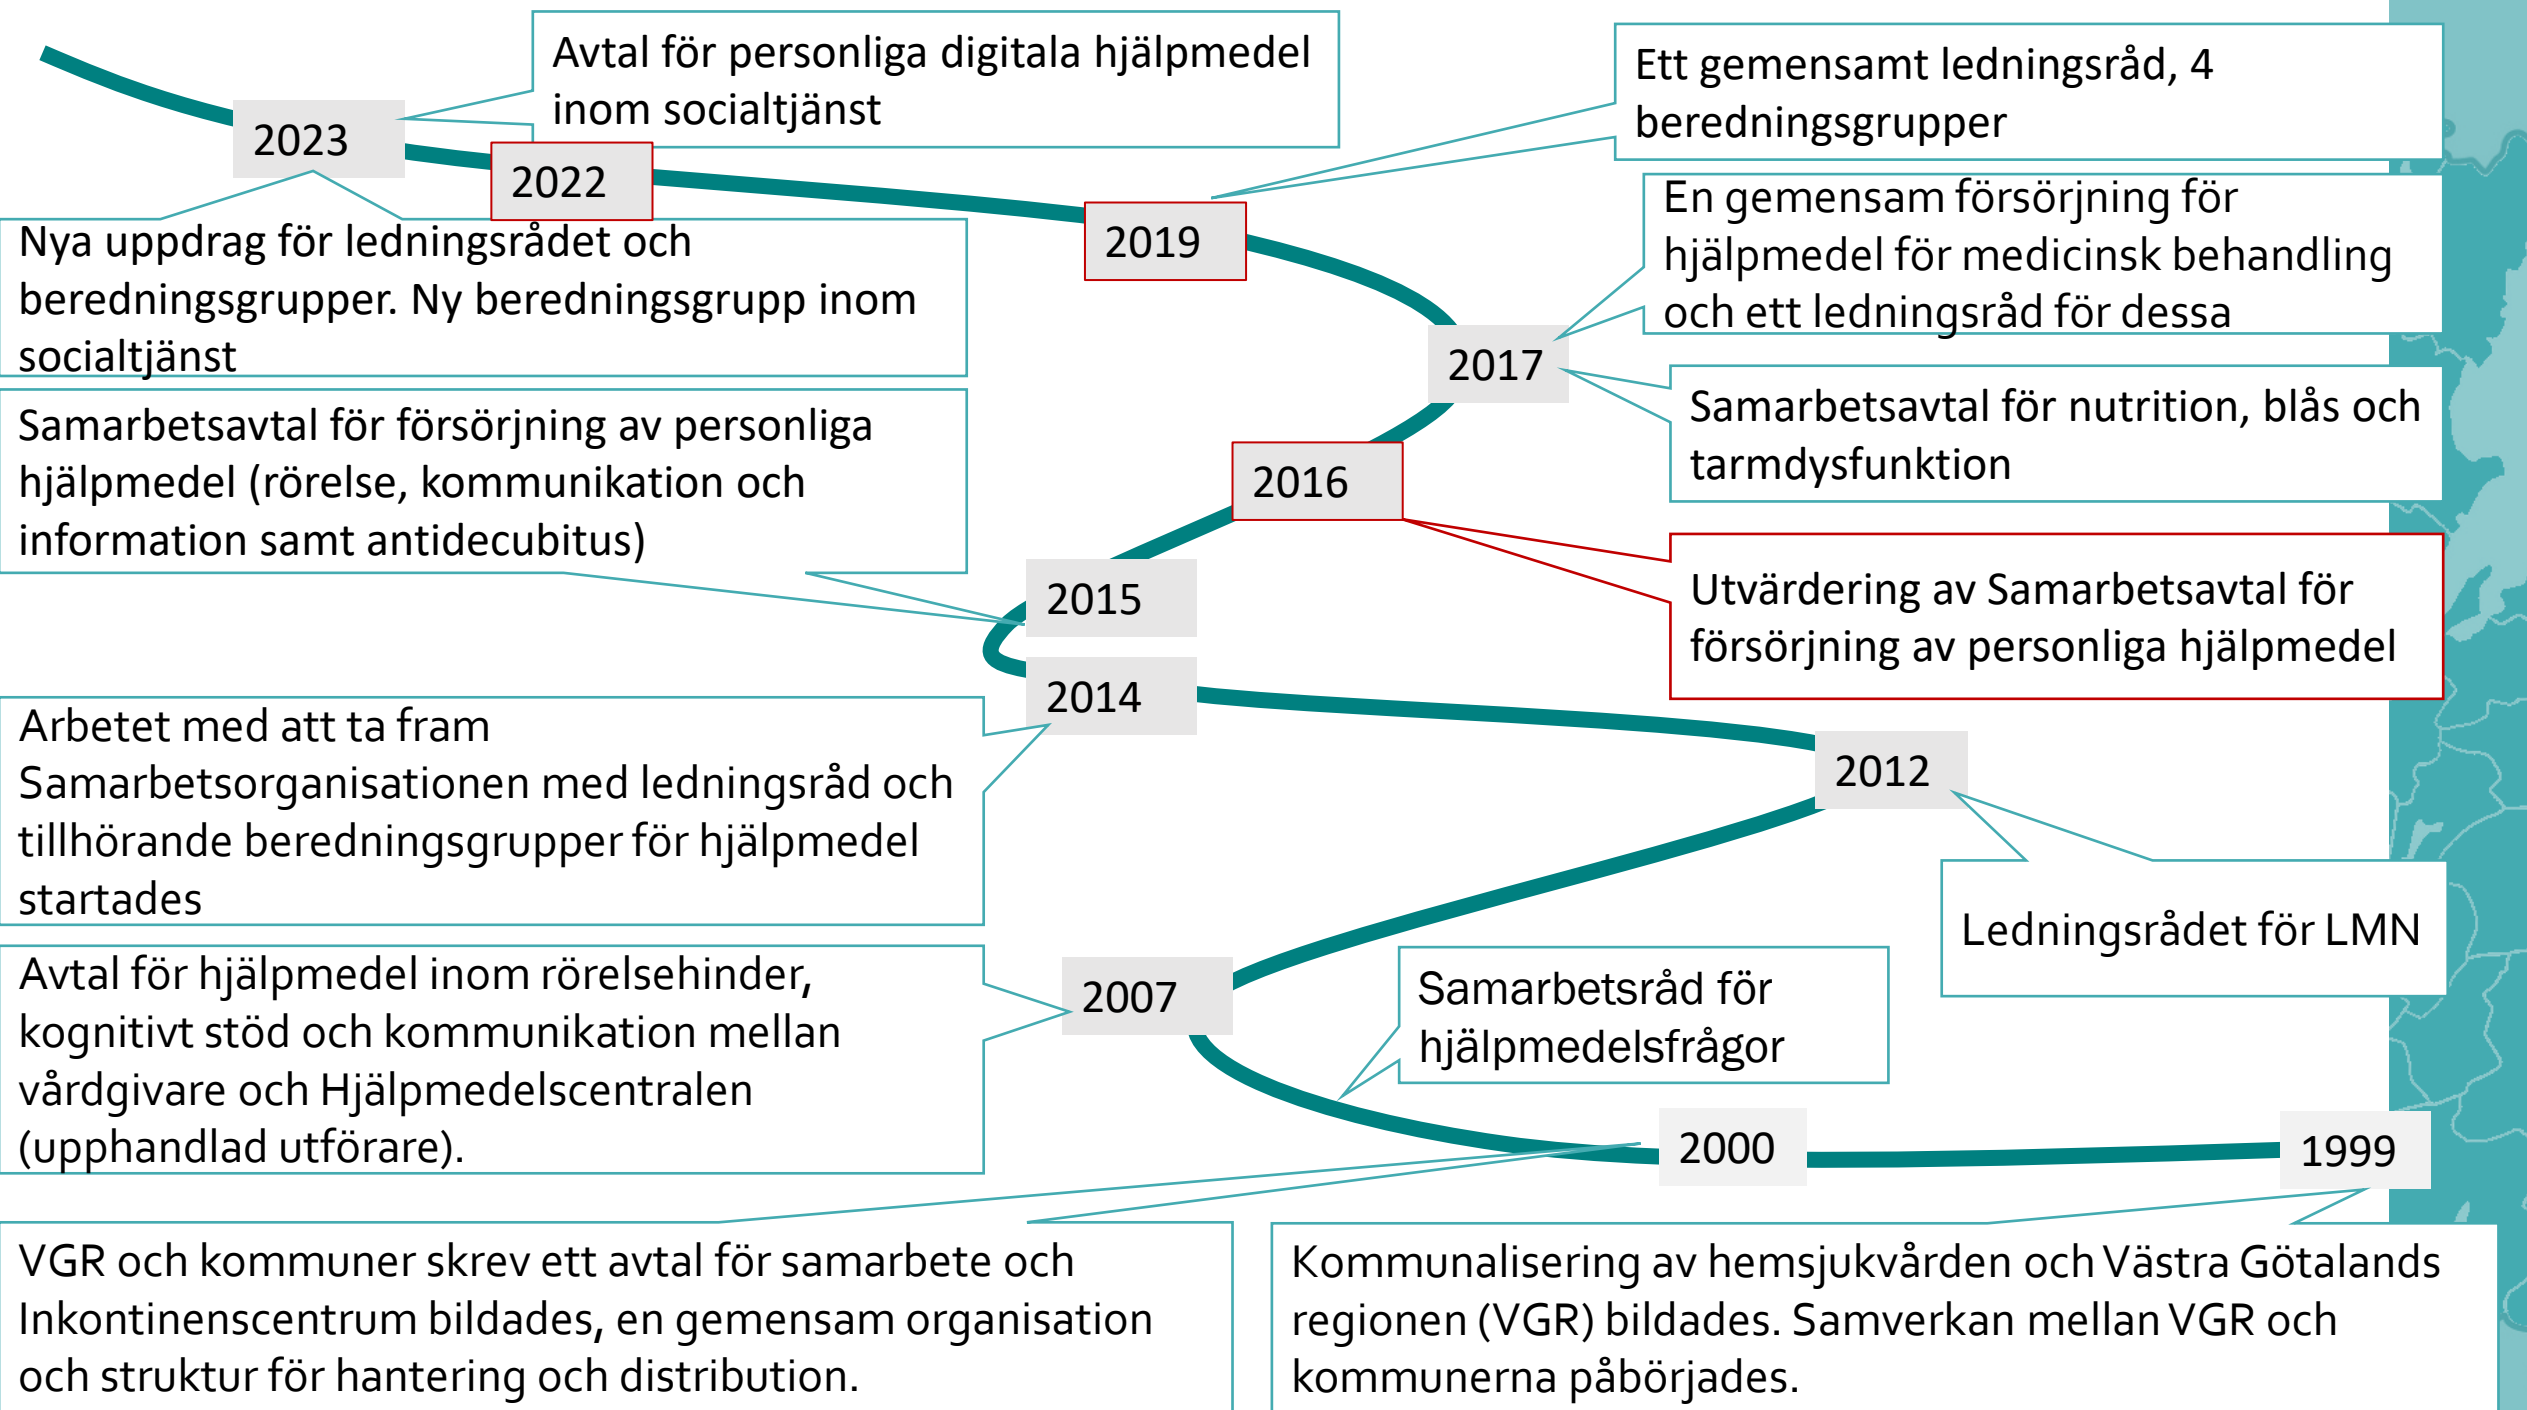 Avtal för personliga digitala hjälpmedel
inom socialtjänst
Ett gemensamt ledningsråd, 4
beredningsgrupper
2023
2022
2019
En gemensam försörjning för
hjälpmedel för medicinsk behandling
och ett ledningsråd för dessa
Nya uppdrag för ledningsrådet och
beredningsgrupper. Ny beredningsgrupp inom
socialtjänst
2017
Samarbetsavtal för nutrition, blås och
tarmdysfunktion
Samarbetsavtal för försörjning av personliga
hjälpmedel (rörelse, kommunikation och
information samt antidecubitus)
2016
2015
Utvärdering av Samarbetsavtal för
försörjning av personliga hjälpmedel
2014
Arbetet med att ta fram
Samarbetsorganisationen med ledningsråd och
tillhörande beredningsgrupper för hjälpmedel
startades
2012
Ledningsrådet för LMN
Avtal för hjälpmedel inom rörelsehinder,
kognitivt stöd och kommunikation mellan
vårdgivare och Hjälpmedelscentralen
(upphandlad utförare).
2007
Samarbetsråd för
hjälpmedelsfrågor
2000
1999
VGR och kommuner skrev ett avtal för samarbete och
Inkontinenscentrum bildades, en gemensam organisation
och struktur för hantering och distribution.
Kommunalisering av hemsjukvården och Västra Götalands
regionen (VGR) bildades. Samverkan mellan VGR och
kommunerna påbörjades.